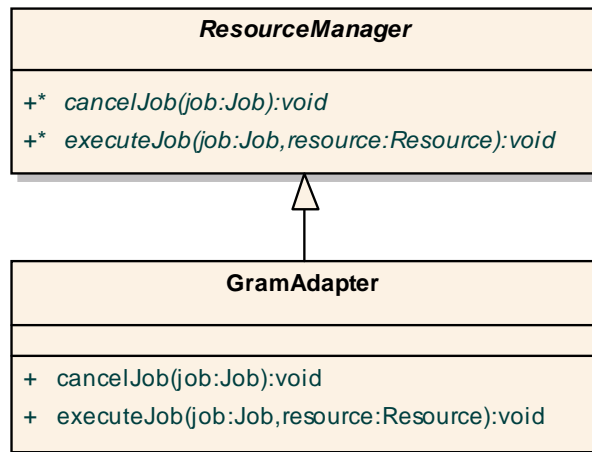 ResourceManager
+* cancelJob(job:Job):void
+* executeJob(job:Job,resource:Resource):void
GramAdapter
+ cancelJob(job:Job):void
+ executeJob(job:Job,resource:Resource):void